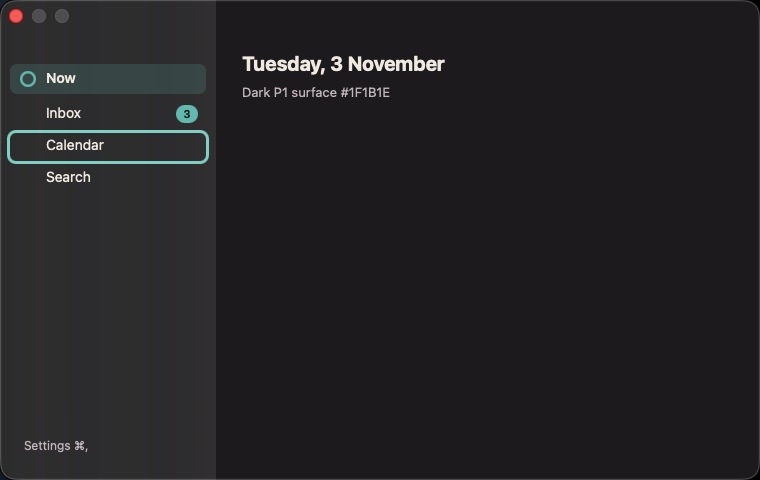 Now
Inbox 3
Calendar
Search
Settings ⌘,
Tuesday, 3 November
Dark P1 surface #1F1B1E